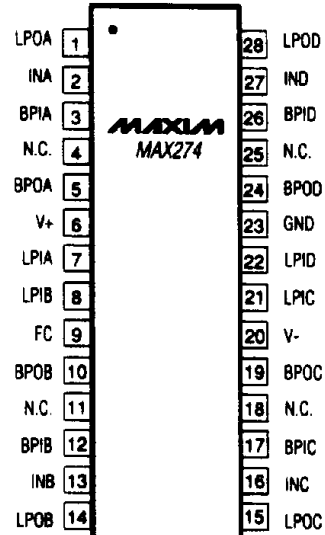 LPOA 1 28 LPOD
INA 2 27 IND
BPIA 3 26 BPID
MAXIM
N.C. 4 MAX274 25 N.C.
BPOA 5 24 BPOD
V+ 6 23 GND
LPIA 7 22 LPID
LPIB 8 21 LPIC
FC 9 20 V-
BPOB 10 19 BPOC
N.C. 11 18 N.C.
BPIB 12 17 BPIC
INB 13 16 INC
LPOB 14 15 LPOC